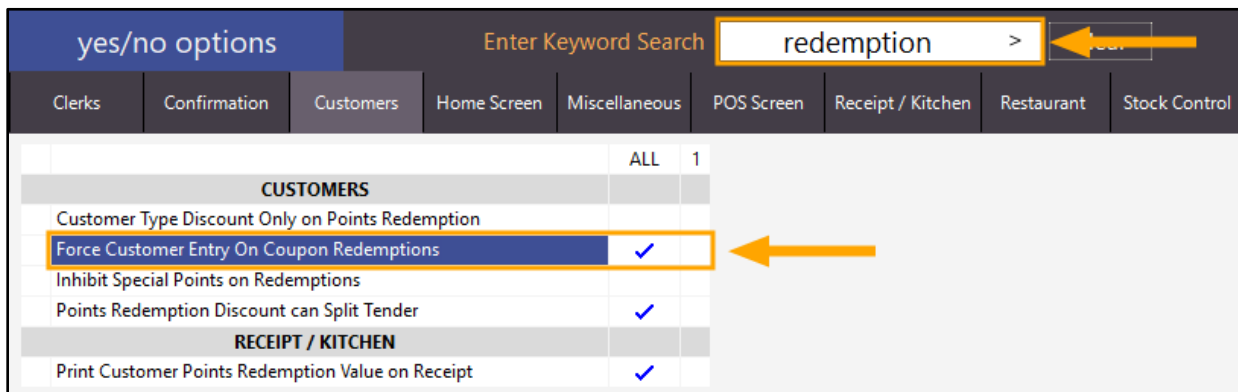 yes/no options Enter Keyword Search redemption >
Clerks Confirmation Customers Home Screen Miscellaneous POS Screen Receipt / Kitchen Restaurant Stock Control
ALL 1
CUSTOMERS
Customer Type Discount Only on Points Redemption
Force Customer Entry On Coupon Redemptions
Inhibit Special Points on Redemptions
Points Redemption Discount can Split Tender
RECEIPT / KITCHEN
Print Customer Points Redemption Value on Receipt